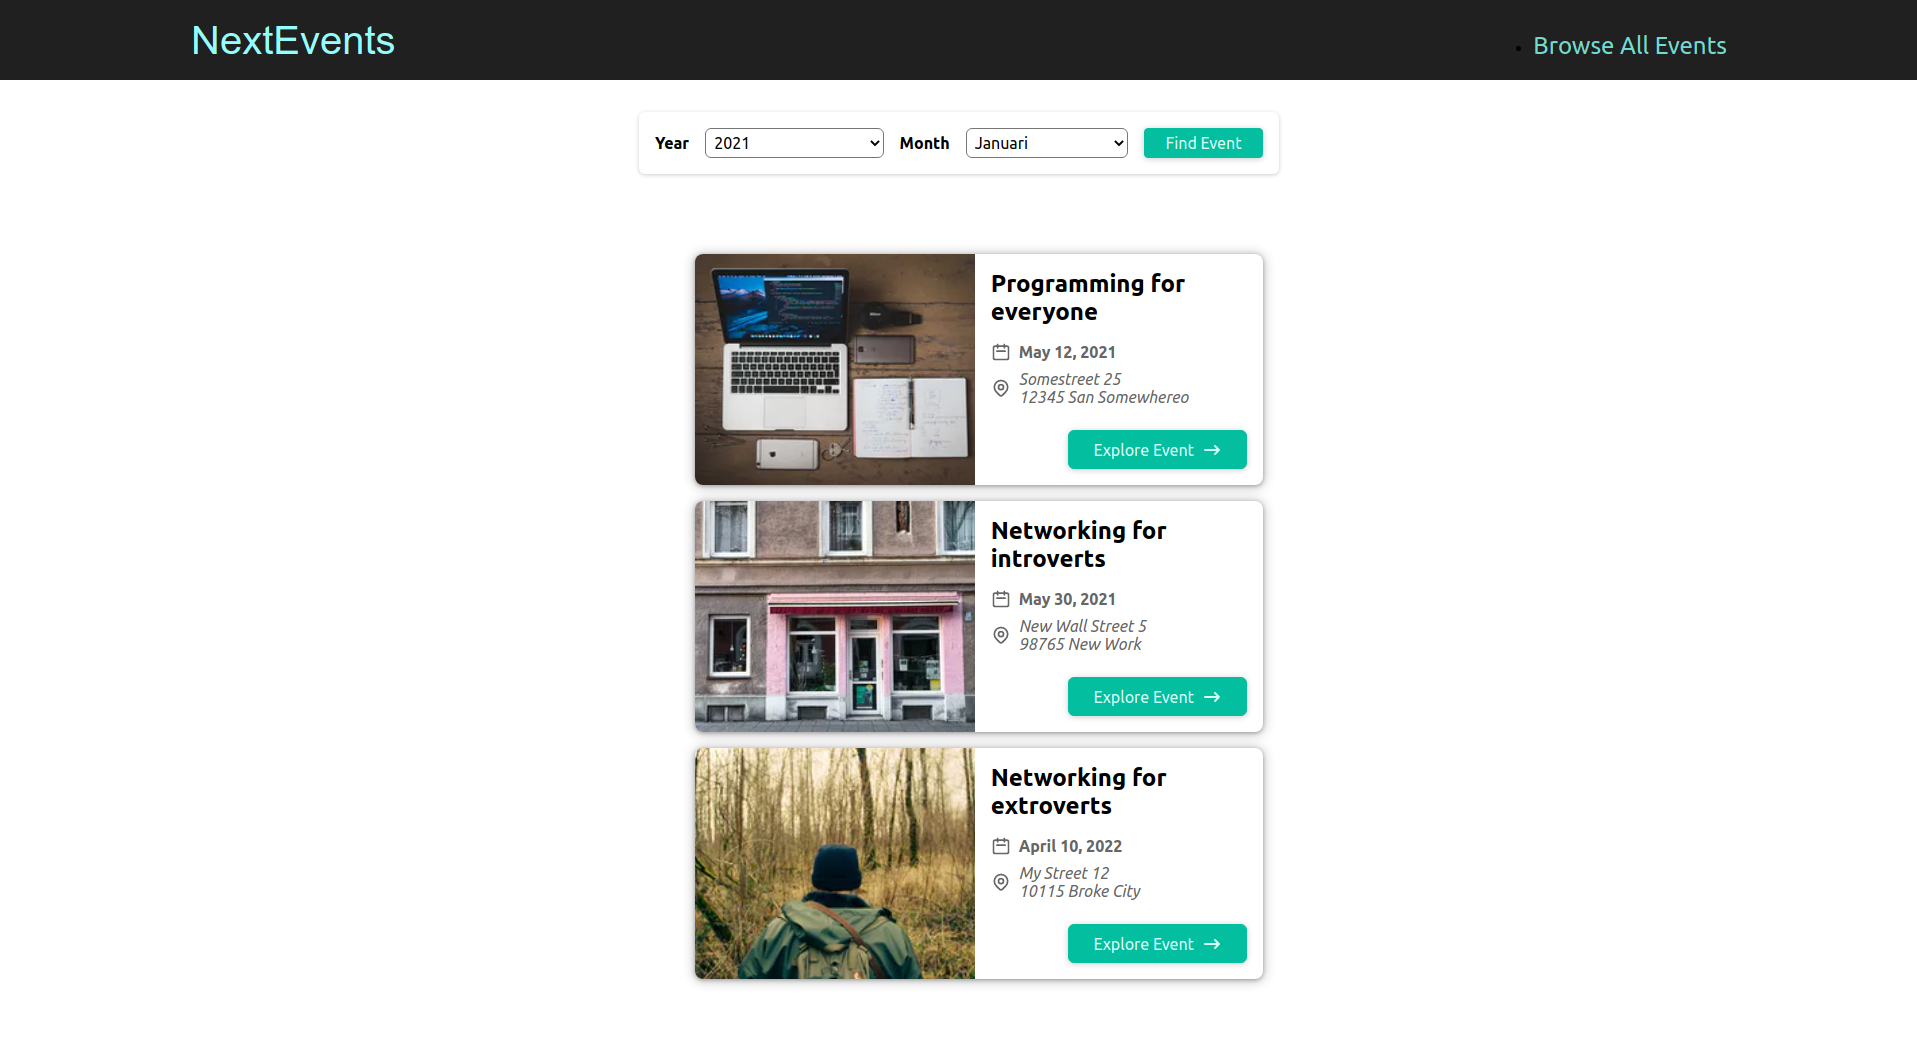 NextEvents
Browse All Events
Year 2021 Month Januari Find Event
Programming for
everyone
May 12, 2021
Somestreet 25
12345 San Somewhereo
Explore Event →
Networking for
introverts
May 30, 2021
New Wall Street 5
98765 New Work
Explore Event →
Networking for
extroverts
April 10, 2022
My Street 12
10115 Broke City
Explore Event →